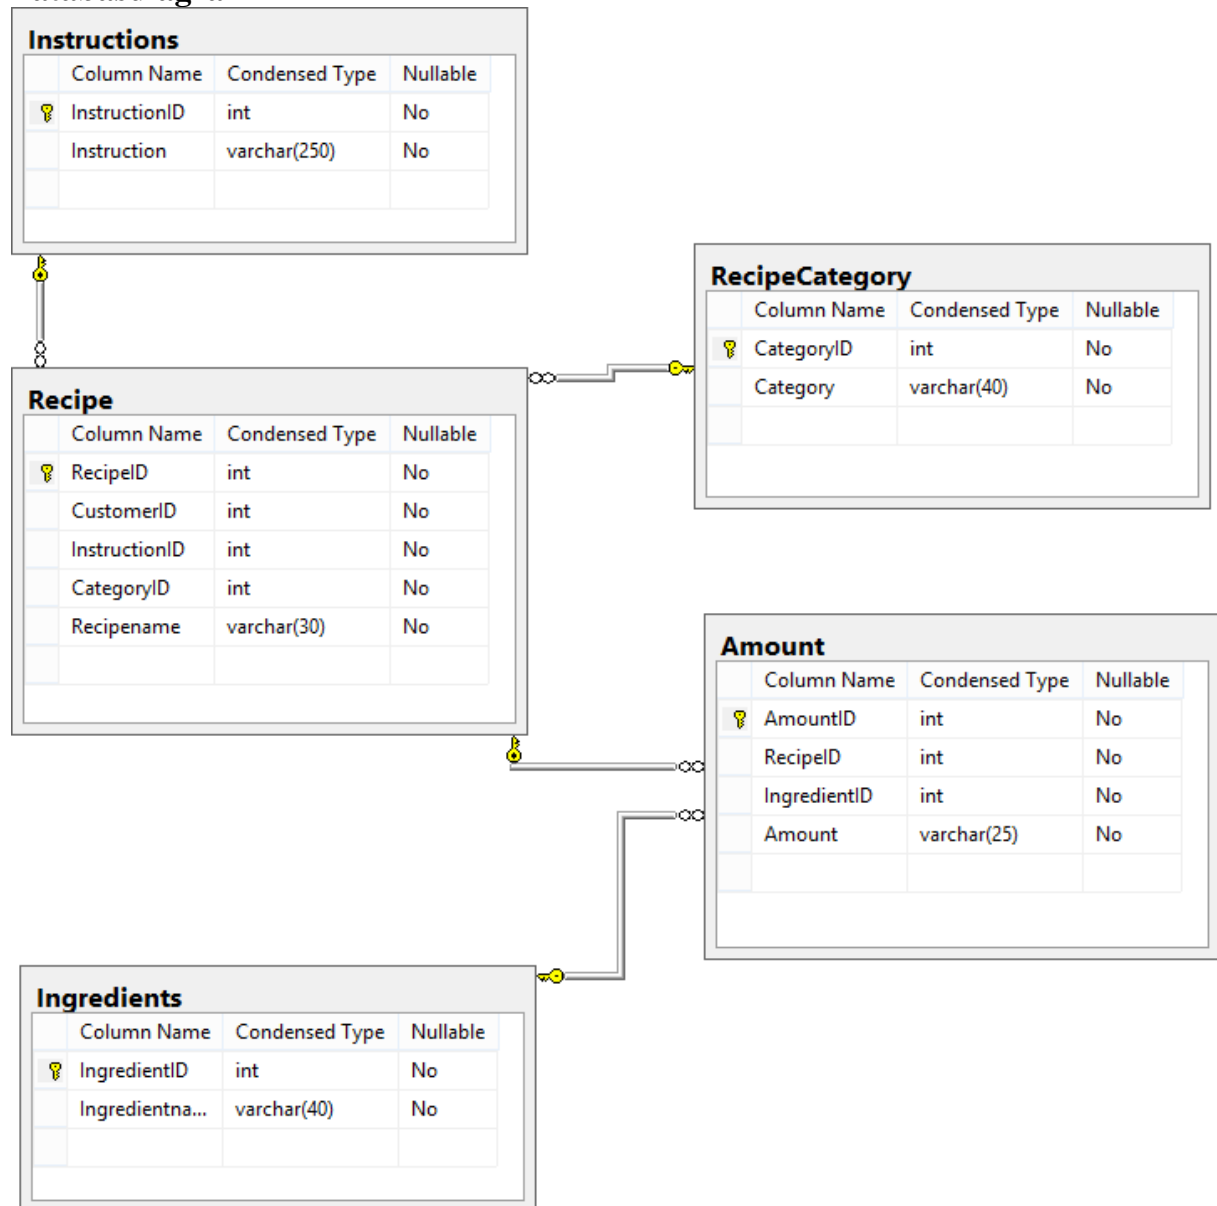 Instructions
Column Name Condensed Type Nullable
InstructionID int No
Instruction varchar(250) No
RecipeCategory
Column Name Condensed Type Nullable
CategoryID int No
Category varchar(40) No
Recipe
Column Name Condensed Type Nullable
RecipeID int No
CustomerID int No
InstructionID int No
CategoryID int No
Recipename varchar(30) No
Amount
Column Name Condensed Type Nullable
AmountID int No
RecipeID int No
IngredientID int No
Amount varchar(25) No
Ingredients
Column Name Condensed Type Nullable
IngredientID int No
Ingredientna... varchar(40) No